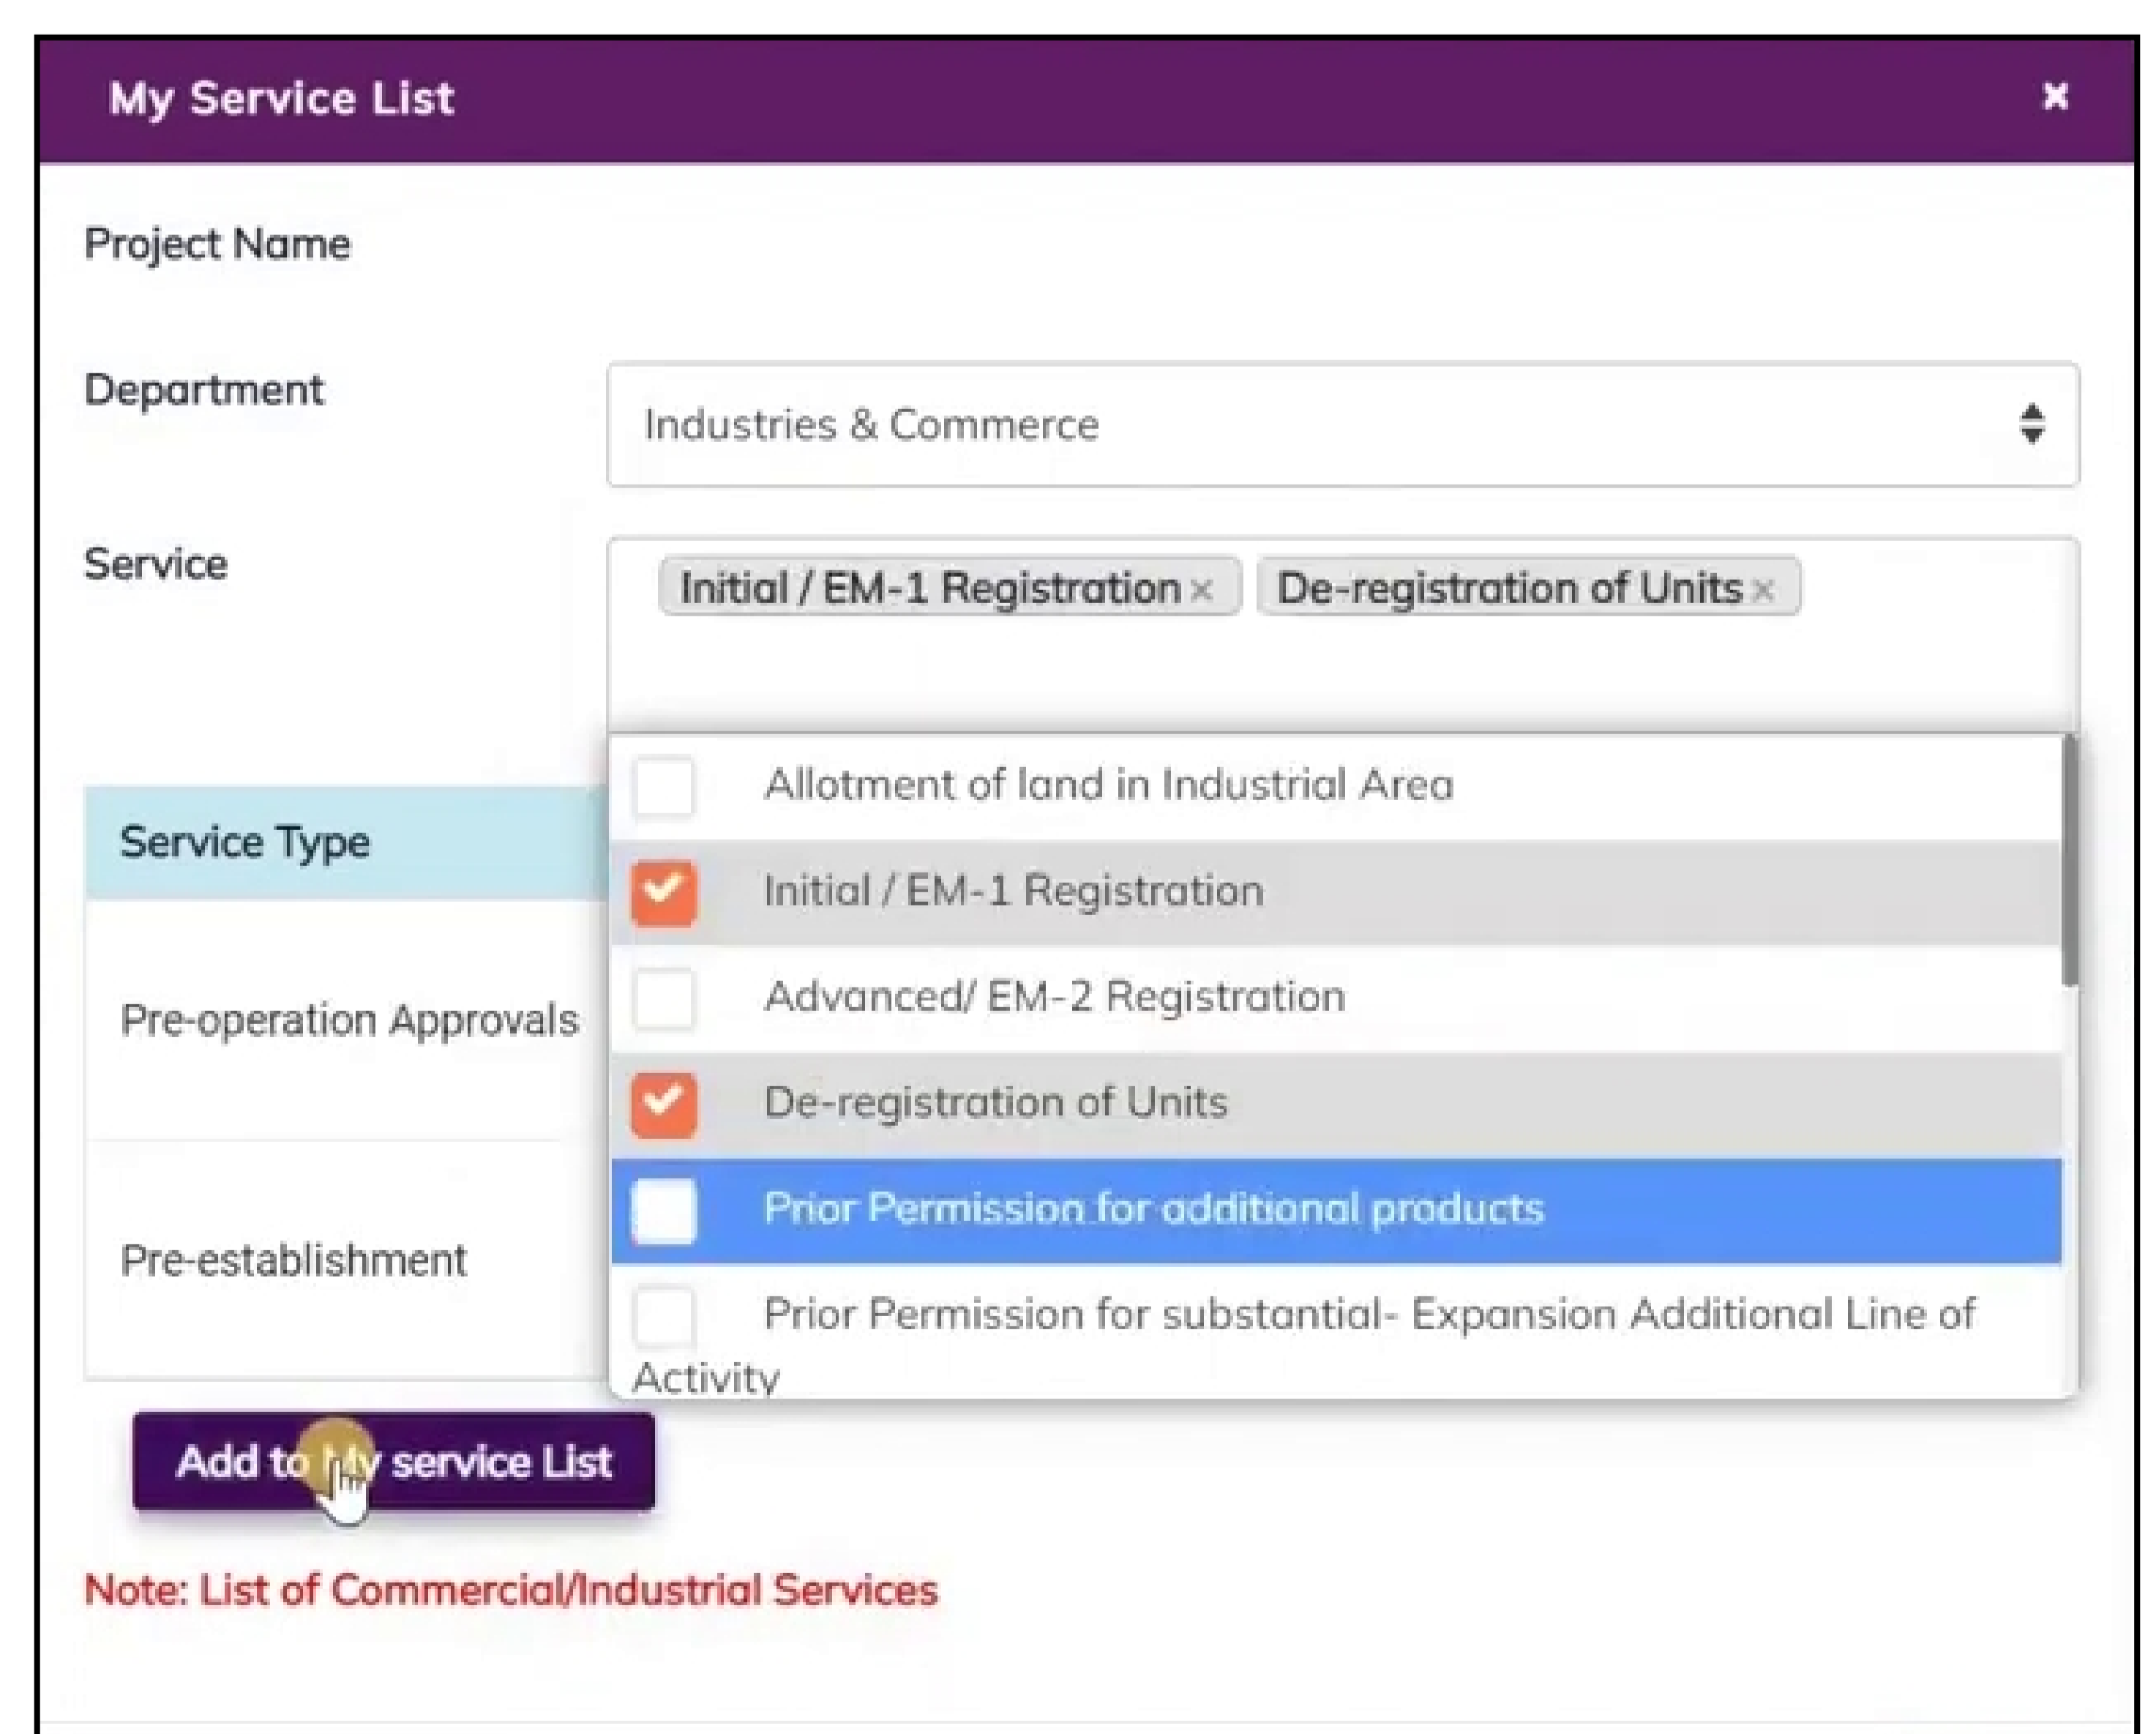 My Service List
Project Name
Department
Industries & Commerce
Service
Initial / EM-1 Registration × De-registration of Units ×
Allotment of land in Industrial Area
Service Type
Initial / EM-1 Registration
Advanced/ EM-2 Registration
Pre-operation Approvals
De-registration of Units
Prior Permission for additional products
Pre-establishment
Prior Permission for substantial- Expansion Additional Line of
Activity
Add to My service List
Note: List of Commercial/Industrial Services